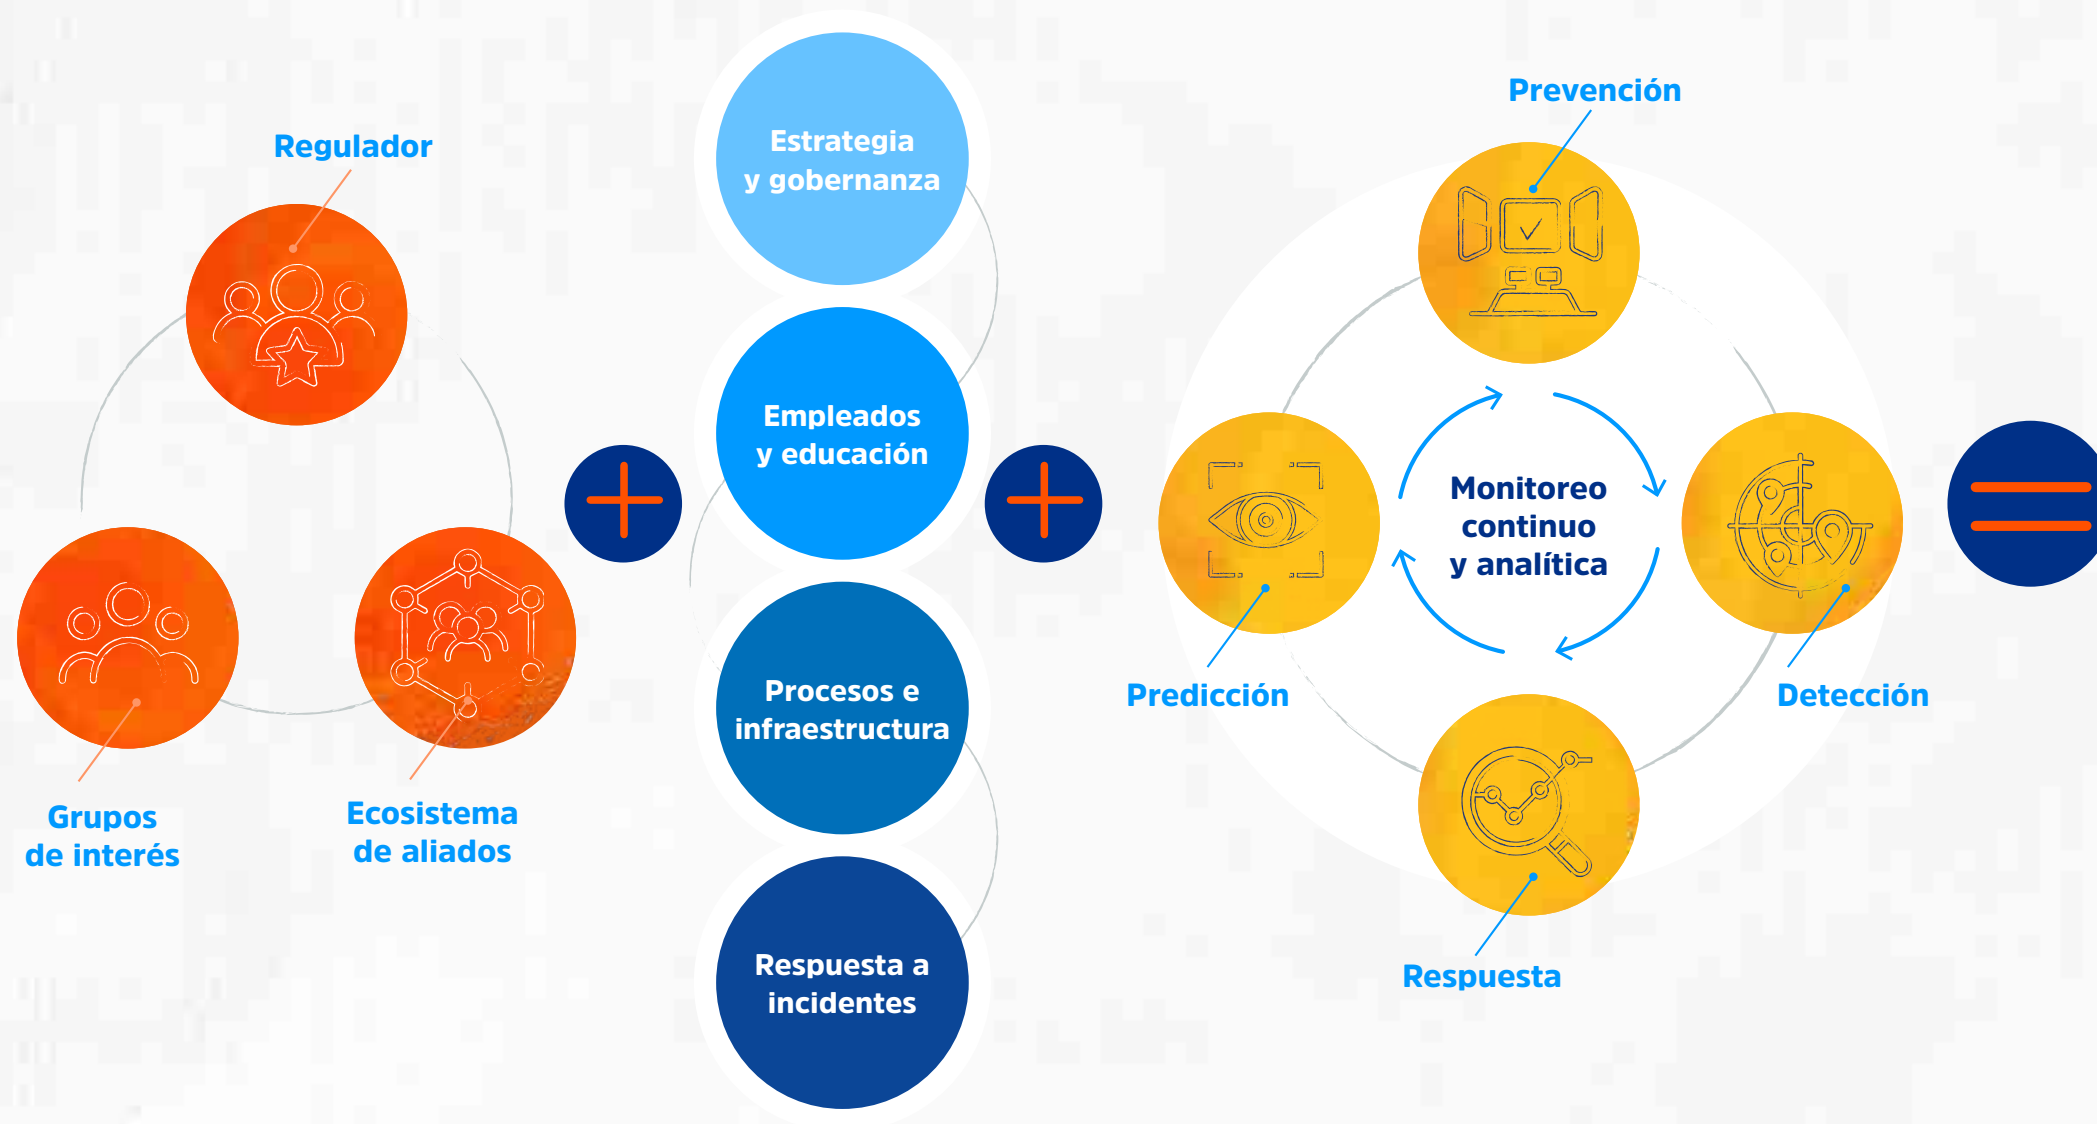 Regulador
Grupos
de interés
Ecosistema
de aliados
Estrategia
y gobernanza
Empleados
y educación
Procesos e
infraestructura
Respuesta a
incidentes
Prevención
Predicción
Monitoreo
continuo
y analítica
Detección
Respuesta